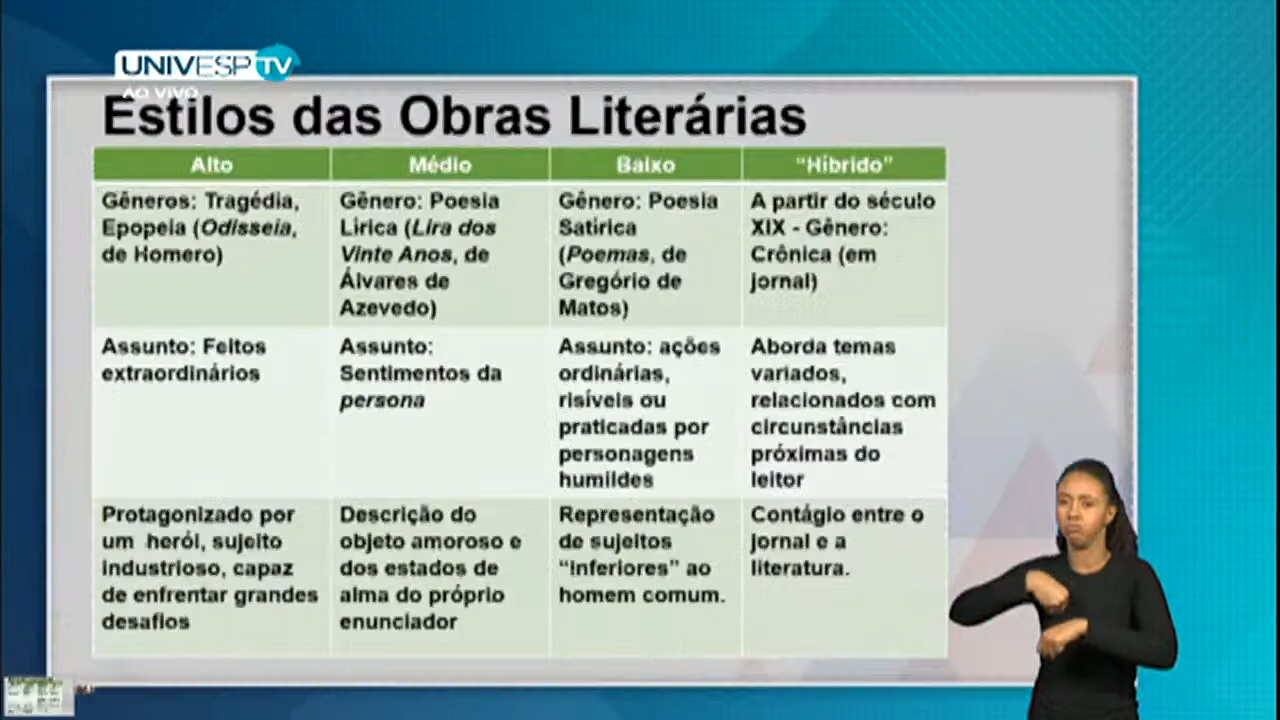 UNIVESP TV
AO VIVO
Estilos das Obras Literárias
Alto
Médio
Baixo
“Híbrido”
Gêneros: Tragédia,
Epopeia (Odisseia,
de Homero)
Gênero: Poesia
Lírica (Lira dos
Vinte Anos, de
Álvares de
Azevedo)
Gênero: Poesia
Satírica
(Poemas, de
Gregório de
Matos)
A partir do século
XIX - Gênero:
Crônica (em
jornal)
Assunto: Feitos
extraordinários
Assunto:
Sentimentos da
persona
Assunto: ações
ordinárias,
risíveis ou
praticadas por
personagens
humildes
Aborda temas
variados,
relacionados com
circunstâncias
próximas do
leitor
Protagonizado por
um herói, sujeito
industrioso, capaz
de enfrentar grandes
desafios
Descrição do
objeto amoroso e
dos estados de
alma do próprio
enunciador
Representação
de sujeitos
“inferiores” ao
homem comum.
Contágio entre o
jornal e a
literatura.